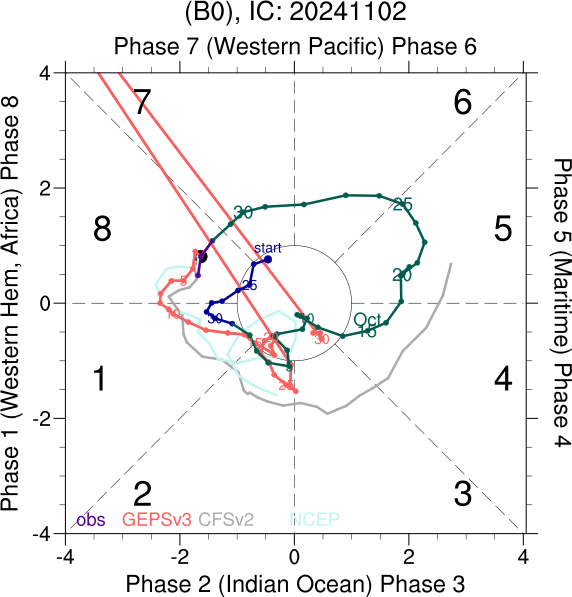 (B0), IC: 20241102
Phase 7 (Western Pacific) Phase 6
Phase 1 (Western Hem, Africa) Phase 8
Phase 5 (Maritime) Phase 4
4
2
0
-2
-4
7
6
8
5
1
4
2
3
30
25
20
Oct
15
start
25
30
5
10
30
obs GEPSv3 CFSv2 NCEP
-4 -2 0 2 4
Phase 2 (Indian Ocean) Phase 3